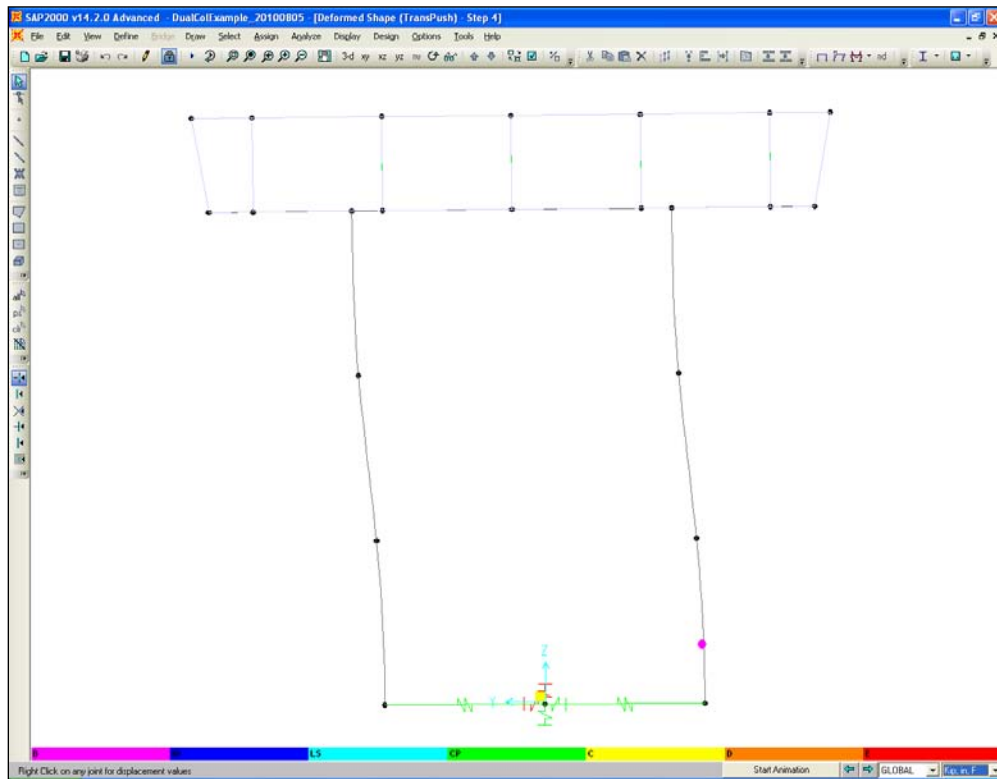 SAP2000 v14.2.0 Advanced - DualColExample_20100805 - [Deformed Shape (TransPush) - Step 4]
File Edit View Define Bridge Draw Select Assign Analyze Display Design Options Tools Help
3-d xy xz yz nv
nd
Z
Y
B LS CP C D E
Right Click on any joint for displacement values
Start Animation
GLOBAL
Kip, in, F